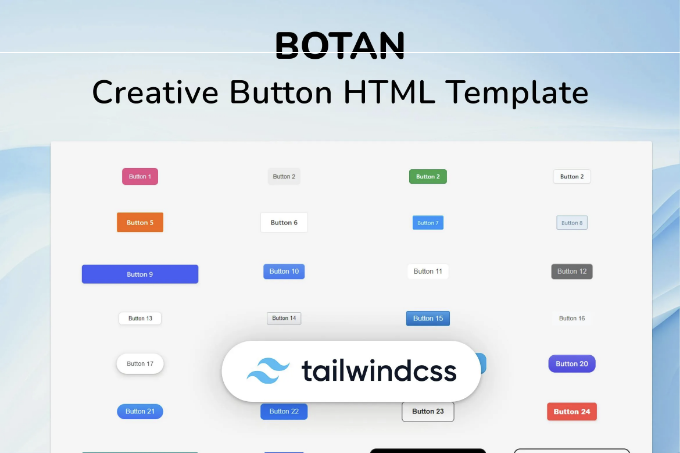 BOTAN
Creative Button HTML Template
Button 1
Button 2
Button 2
Button 2
Button 5
Button 6
Button 7
Button 8
Button 9
Button 10
Button 11
Button 12
Button 13
Button 14
Button 15
Button 16
Button 17
tailwindcss
Button 20
Button 21
Button 22
Button 23
Button 24